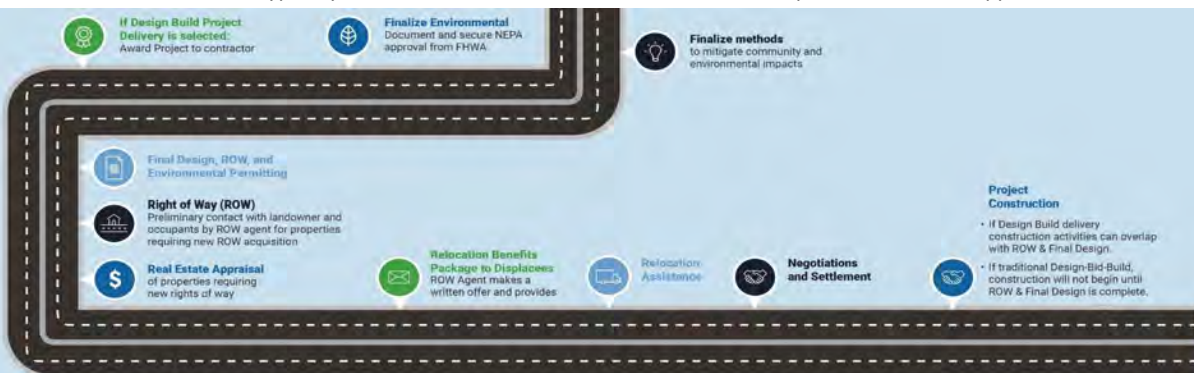 If Design Build Project
Delivery is selected:
Award Project to contractor
Finalize Environmental
Document and secure NEPA
approval from FHWA.
Finalize methods
to mitigate community and
environmental impacts
Final Design, ROW, and
Environmental Permitting
Right of Way (ROW)
Preliminary contact with landowner and
occupants by ROW agent for properties
requiring new ROW acquisition
Real Estate Appraisal
of properties requiring
new rights of way
Relocation Benefits
Package to Displacees
ROW Agent makes a
written offer and provides
Relocation
Assistance
Negotiations
and Settlement
Project
Construction
• If Design Build delivery
construction activities can overlap
with ROW & Final Design.
• If traditional Design-Bid-Build,
construction will not begin until
ROW & Final Design is complete.